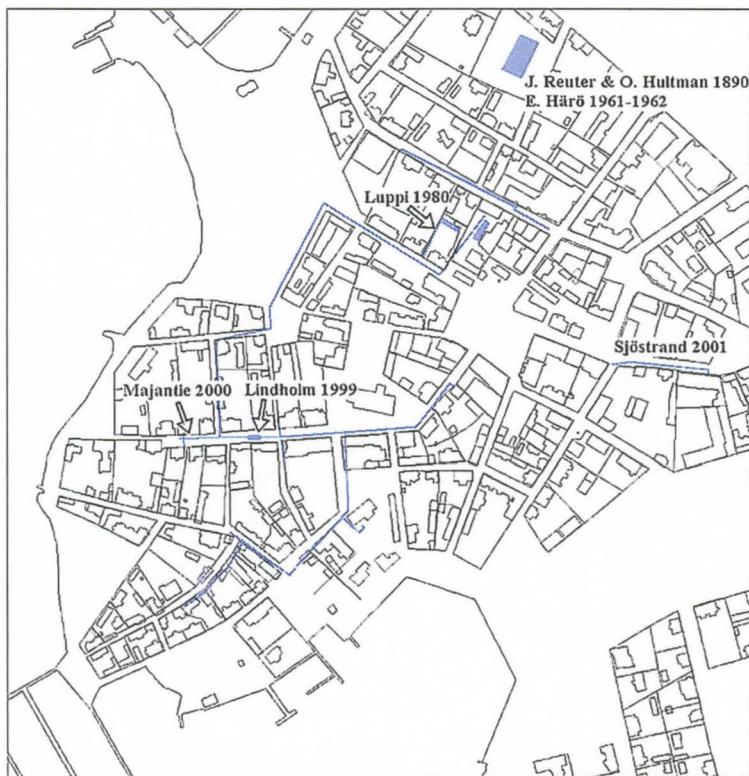 J. Reuter & O. Hultman 1890
E. Härö 1961-1962
Luppi 1980
Sjöstrand 2001
Majantie 2000 Lindholm 1999